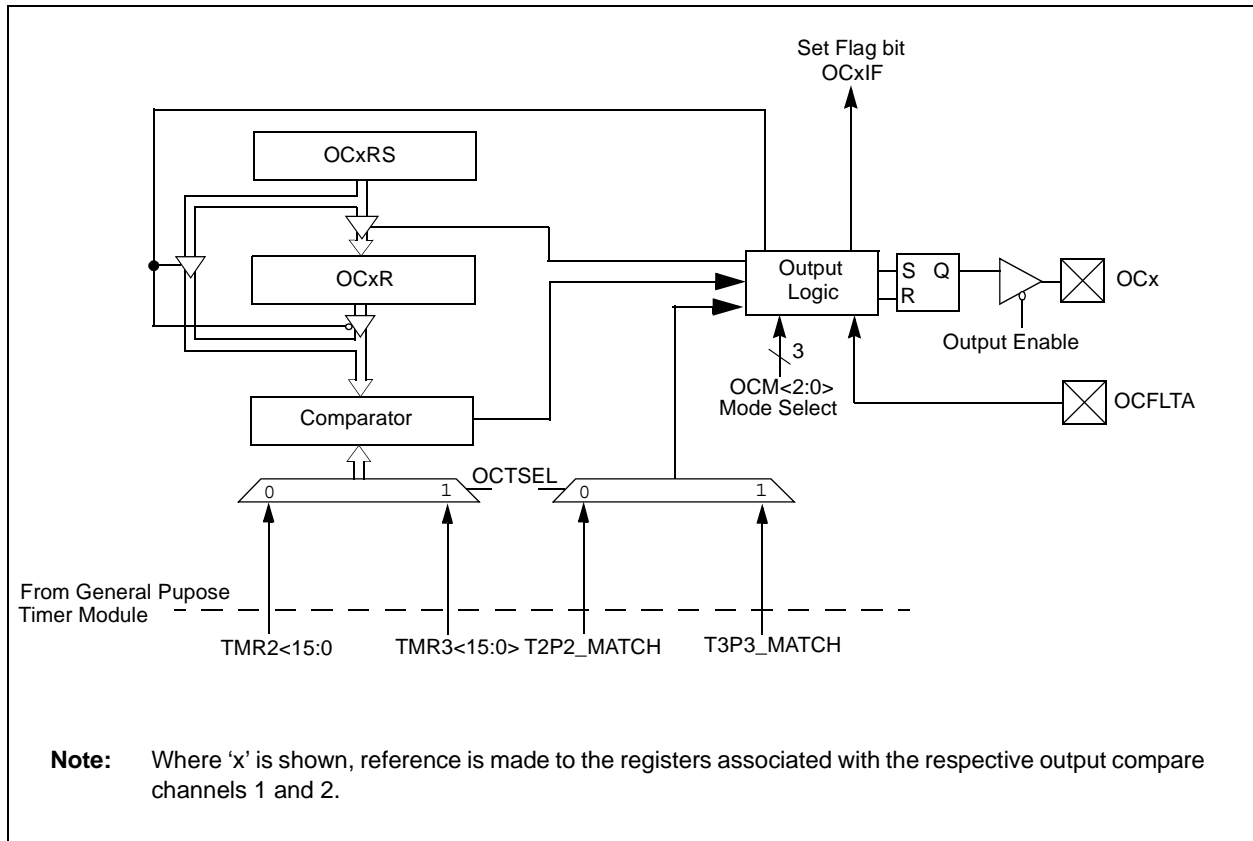 Set Flag bit
OCxIF
OCxRS
OCxR
Output
Logic
S Q
R
OCx
Output Enable
3
OCM<2:0>
Mode Select
OCFLTA
Comparator
OCTSEL
0 1
0 1
From General Pupose
Timer Module
TMR2<15:0
TMR3<15:0>
T2P2_MATCH
T3P3_MATCH
Note: Where ‘x’ is shown, reference is made to the registers associated with the respective output compare
channels 1 and 2.